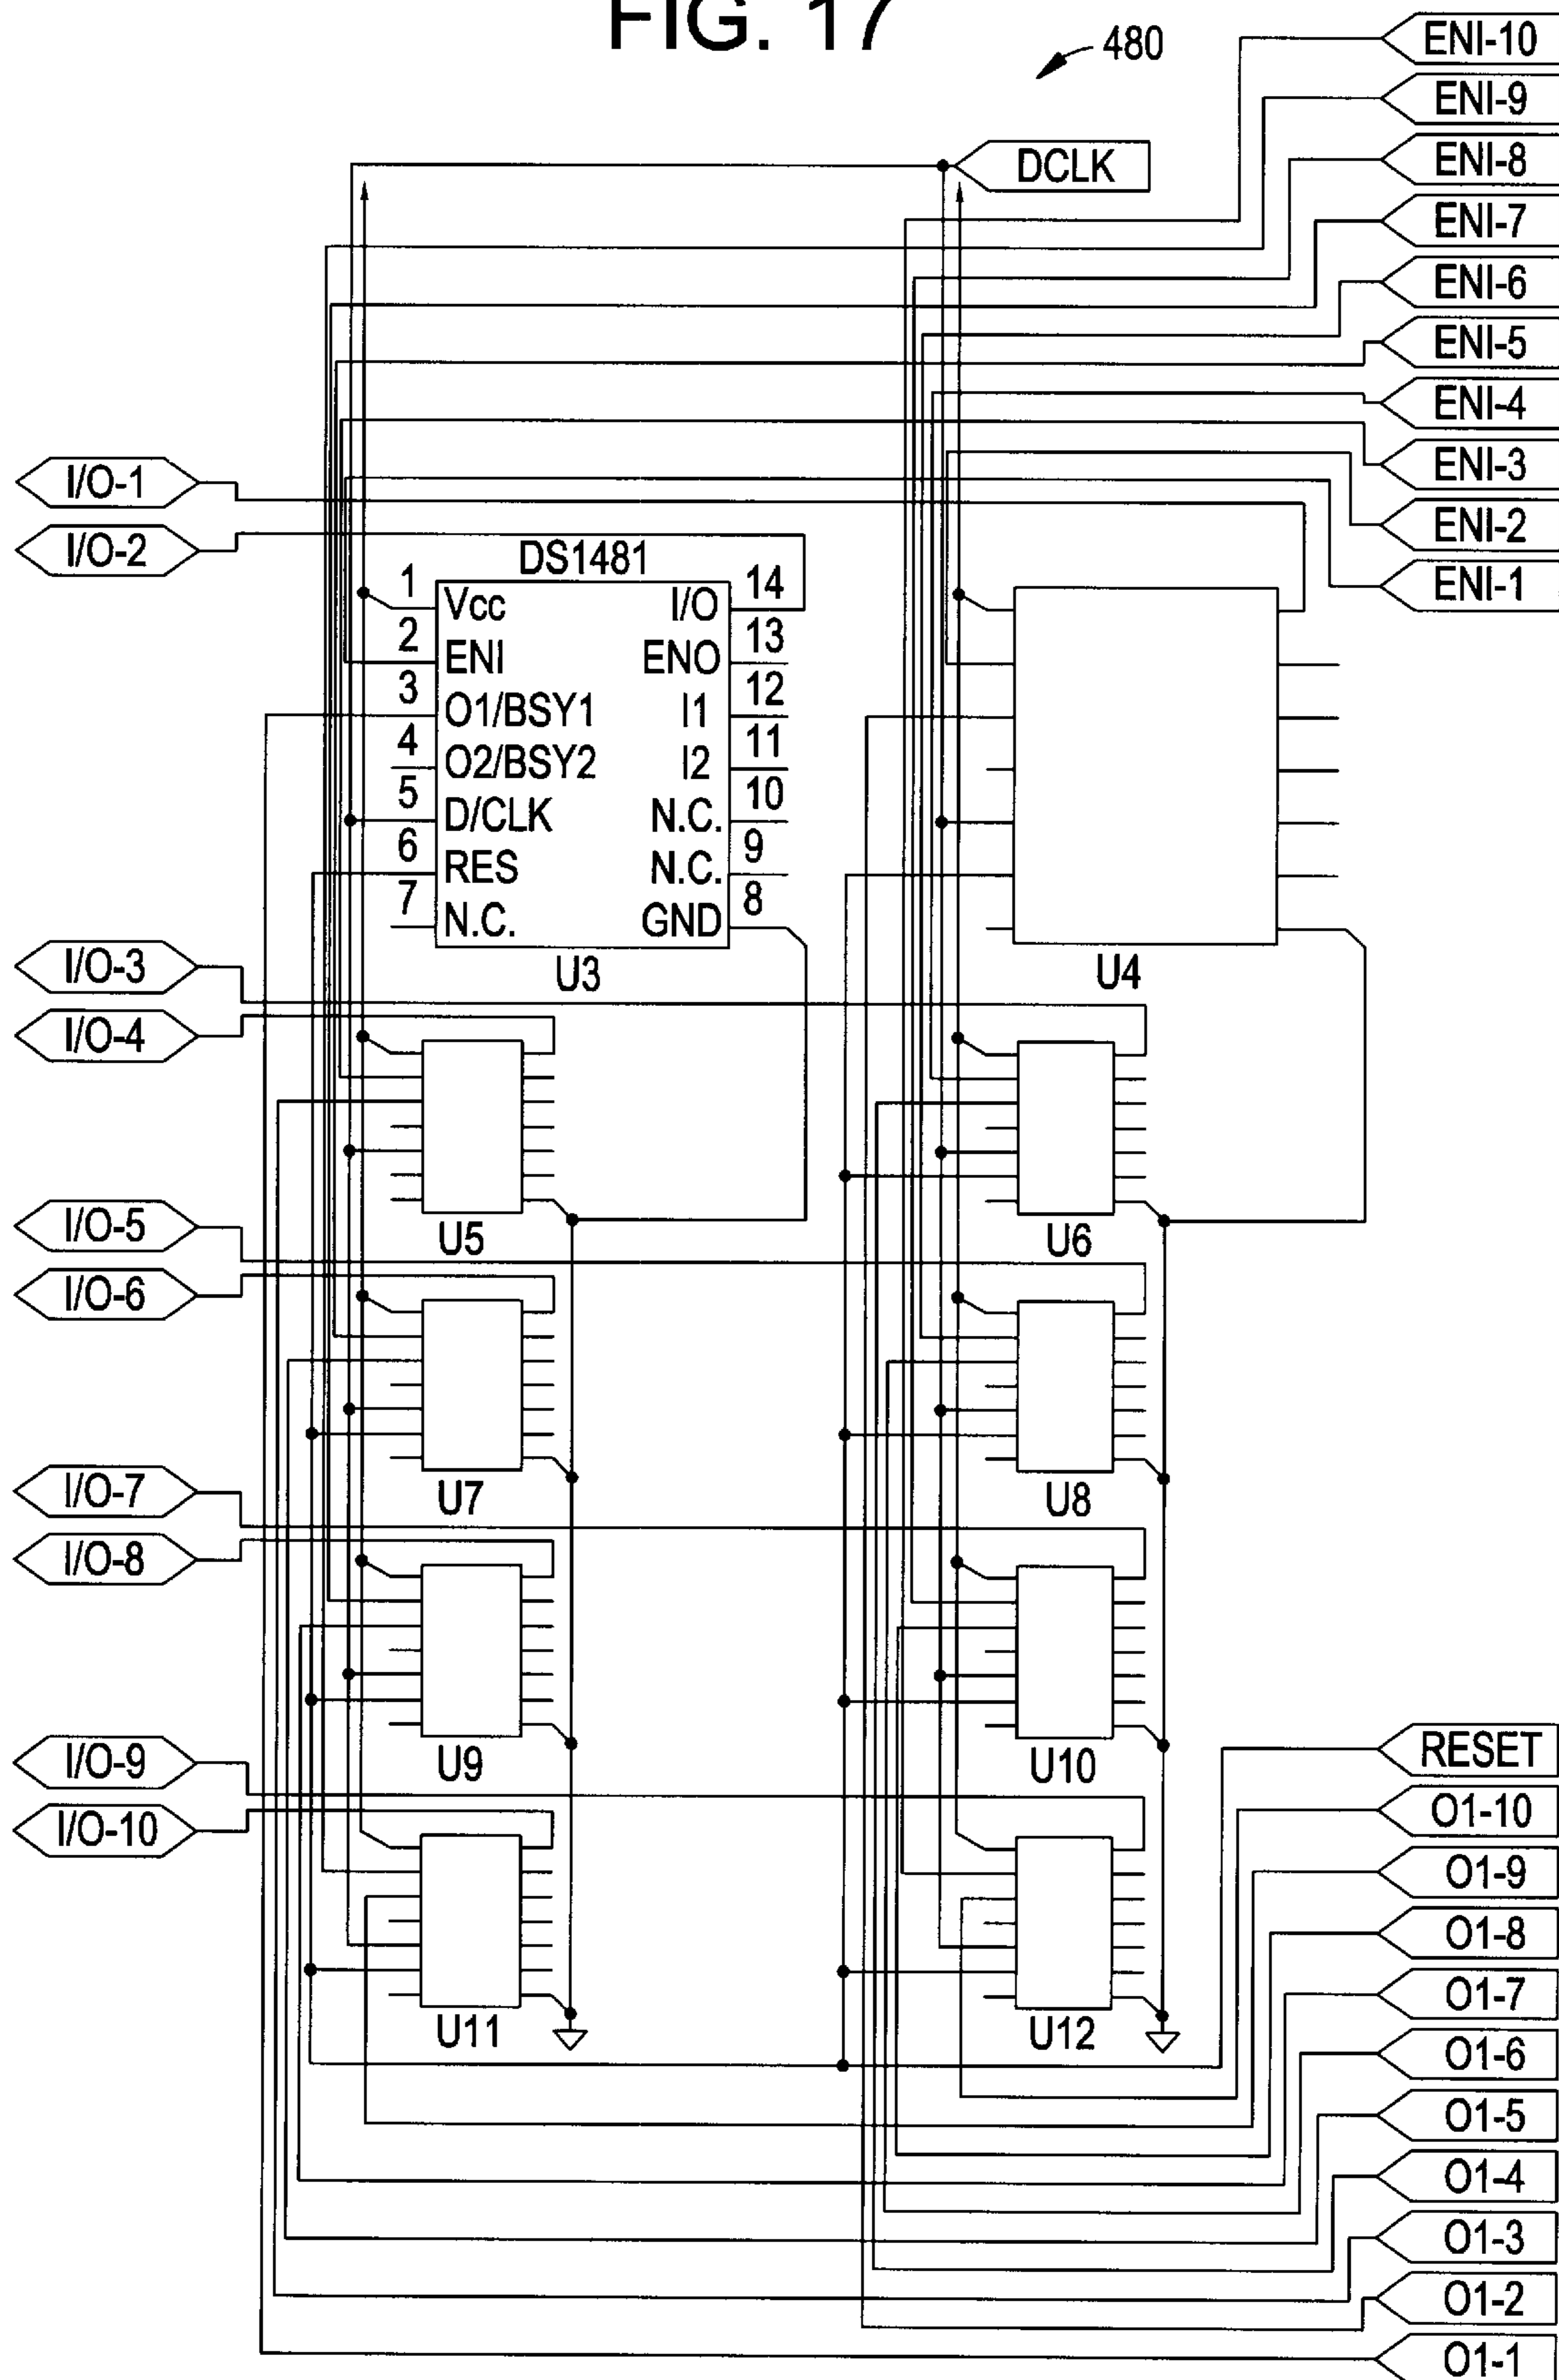 FIG. 17
480
ENI-10
ENI-9
DCLK
ENI-8
ENI-7
ENI-6
ENI-5
ENI-4
ENI-3
I/O-1
ENI-2
I/O-2
DS1481
ENI-1
1 Vcc I/O 14
2 ENI ENO 13
3 O1/BSY1 I1 12
4 O2/BSY2 I2 11
5 D/CLK N.C. 10
6 RES N.C. 9
7 N.C. GND 8
U3
U4
I/O-3
I/O-4
U5
U6
I/O-5
I/O-6
U7
U8
I/O-7
I/O-8
U9
U10
RESET
I/O-9
O1-10
I/O-10
O1-9
O1-8
O1-7
U11
U12
O1-6
O1-5
O1-4
O1-3
O1-2
O1-1